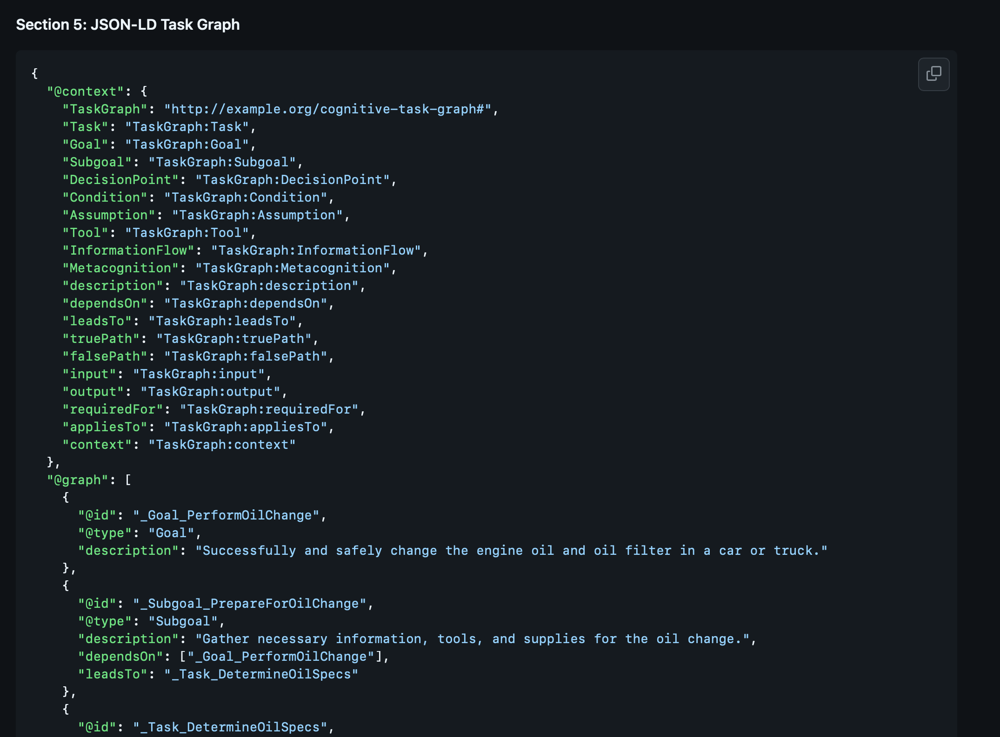 Section 5: JSON-LD Task Graph
{
  "@context": {
    "TaskGraph": "http://example.org/cognitive-task-graph#",
    "Task": "TaskGraph:Task",
    "Goal": "TaskGraph:Goal",
    "Subgoal": "TaskGraph:Subgoal",
    "DecisionPoint": "TaskGraph:DecisionPoint",
    "Condition": "TaskGraph:Condition",
    "Assumption": "TaskGraph:Assumption",
    "Tool": "TaskGraph:Tool",
    "InformationFlow": "TaskGraph:InformationFlow",
    "Metacognition": "TaskGraph:Metacognition",
    "description": "TaskGraph:description",
    "dependsOn": "TaskGraph:dependsOn",
    "leadsTo": "TaskGraph:leadsTo",
    "truePath": "TaskGraph:truePath",
    "falsePath": "TaskGraph:falsePath",
    "input": "TaskGraph:input",
    "output": "TaskGraph:output",
    "requiredFor": "TaskGraph:requiredFor",
    "appliesTo": "TaskGraph:appliesTo",
    "context": "TaskGraph:context"
  },
  "@graph": [
    {
      "@id": "_Goal_PerformOilChange",
      "@type": "Goal",
      "description": "Successfully and safely change the engine oil and oil filter in a car or truck."
    },
    {
      "@id": "_Subgoal_PrepareForOilChange",
      "@type": "Subgoal",
      "description": "Gather necessary information, tools, and supplies for the oil change.",
      "dependsOn": ["_Goal_PerformOilChange"],
      "leadsTo": "_Task_DetermineOilSpecs"
    },
    {
      "@id": "_Task_DetermineOilSpecs",